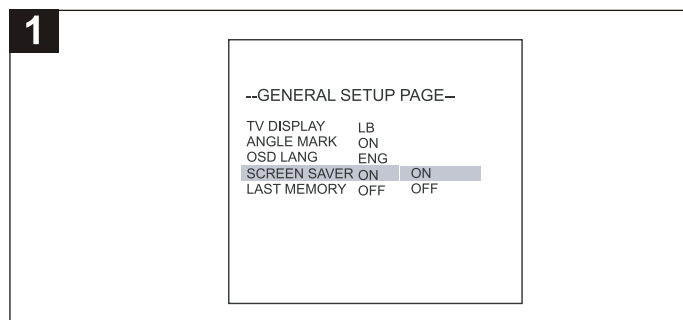 1
--GENERAL SETUP PAGE--
TV DISPLAY LB
ANGLE MARK ON
OSD LANG ENG
SCREEN SAVER ON ON
LAST MEMORY OFF OFF